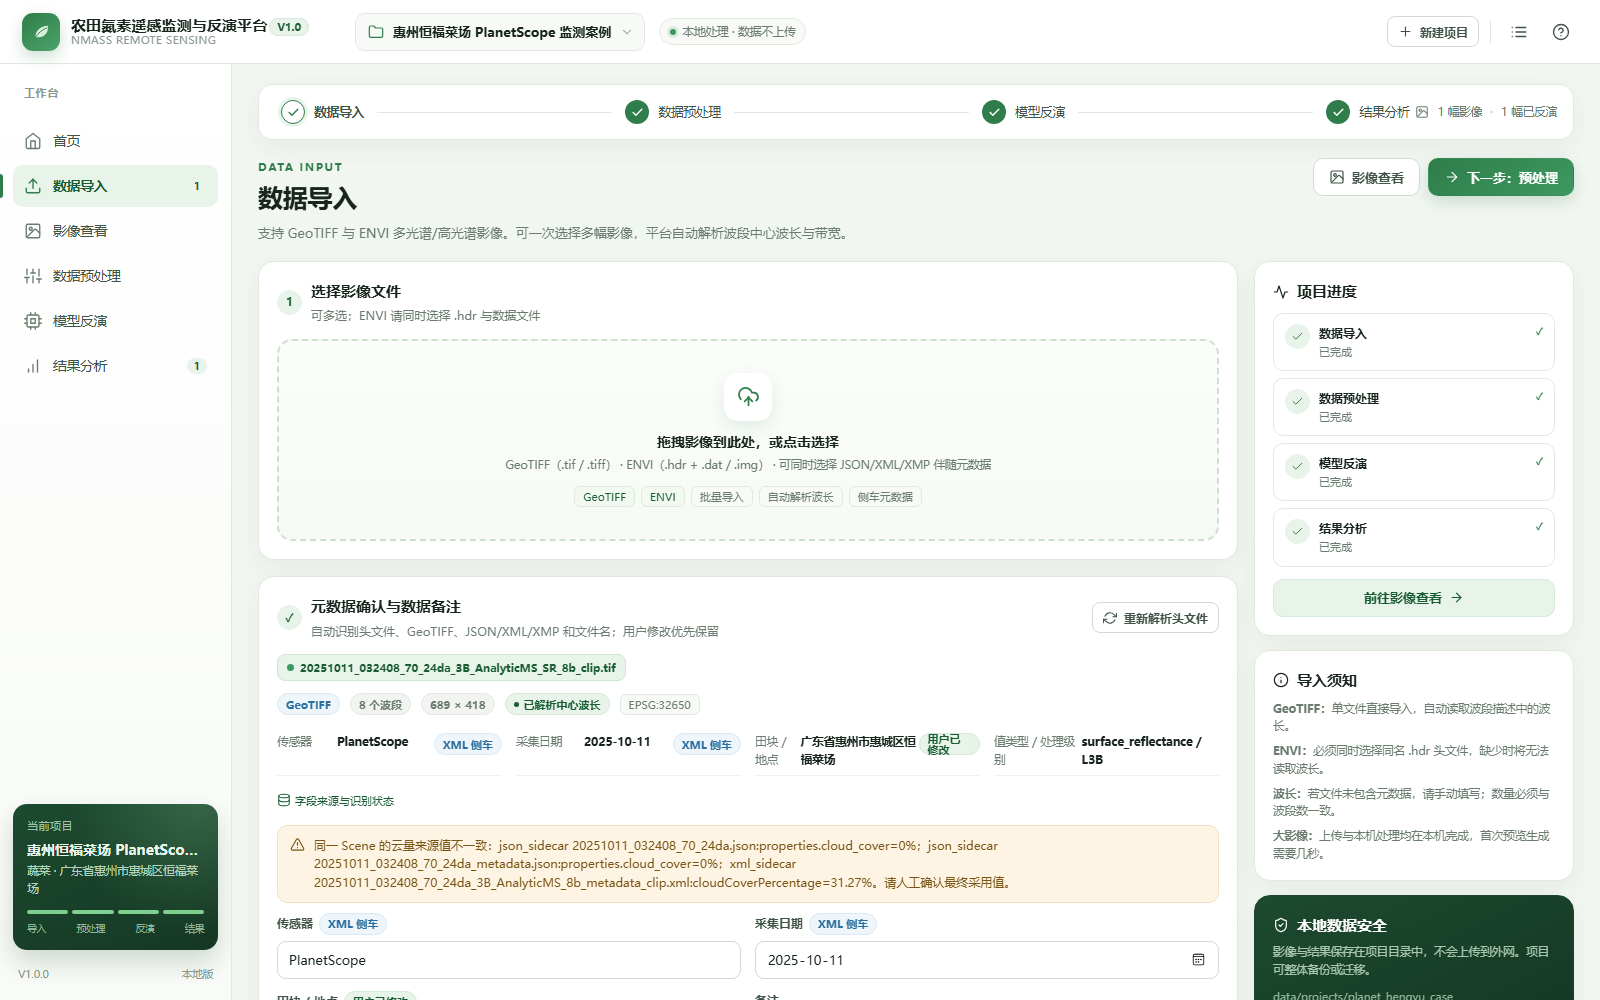 农田氮素遥感监测与反演平台 V1.0
NMASS REMOTE SENSING
惠州恒福菜场 PlanetScope 监测案例
本地处理 · 数据不上传
新建项目
工作台
首页
数据导入 1
影像查看
数据预处理
模型反演
结果分析 1
当前项目
惠州恒福菜场 PlanetSco...
蔬菜 · 广东省惠州市惠城区恒福菜
场
导入 预处理 反演 结果
V1.0.0 本地版
数据导入 数据预处理 模型反演 结果分析 1 幅影像 · 1 幅已反演
DATA INPUT
数据导入
支持 GeoTIFF 与 ENVI 多光谱/高光谱影像。可一次选择多幅影像，平台自动解析波段中心波长与带宽。
影像查看
下一步：预处理
1 选择影像文件
可多选；ENVI 请同时选择 .hdr 与数据文件
拖拽影像到此处，或点击选择
GeoTIFF（.tif / .tiff） · ENVI（.hdr + .dat / .img） · 可同时选择 JSON/XML/XMP 伴随元数据
GeoTIFF ENVI 批量导入 自动解析波长 侧车元数据
元数据确认与数据备注
自动识别头文件、GeoTIFF、JSON/XML/XMP 和文件名；用户修改优先保留
重新解析头文件
20251011_032408_70_24da_3B_AnalyticMS_SR_8b_clip.tif
GeoTIFF 8 个波段 689 × 418 已解析中心波长 EPSG:32650
传感器 PlanetScope XML 侧车
采集日期 2025-10-11 XML 侧车
田块 / 地点 广东省惠州市惠城区恒福菜场 用户已修改
值类型 / 处理级别 surface_reflectance / L3B
字段来源与识别状态
同一 Scene 的云量来源值不一致：json_sidecar 20251011_032408_70_24da.json:properties.cloud_cover=0%；json_sidecar
20251011_032408_70_24da_metadata.json:properties.cloud_cover=0%；xml_sidecar
20251011_032408_70_24da_3B_AnalyticMS_8b_metadata_clip.xml:cloudCoverPercentage=31.27%。请人工确认最终采用值。
传感器 XML 侧车
PlanetScope
采集日期 XML 侧车
2025-10-11
田块 / 地点 用户已修改
备注
项目进度
数据导入
已完成
数据预处理
已完成
模型反演
已完成
结果分析
已完成
前往影像查看
导入须知
GeoTIFF：单文件直接导入，自动读取波段描述中的波
长。
ENVI：必须同时选择同名 .hdr 头文件，缺少时将无法
读取波长。
波长：若文件未包含元数据，请手动填写；数量必须与
波段数一致。
大影像：上传与本机处理均在本机完成，首次预览生成
需要几秒。
本地数据安全
影像与结果保存在项目目录中，不会上传到外网。项目
可整体备份或迁移。
data/projects/planet_hengyu_case